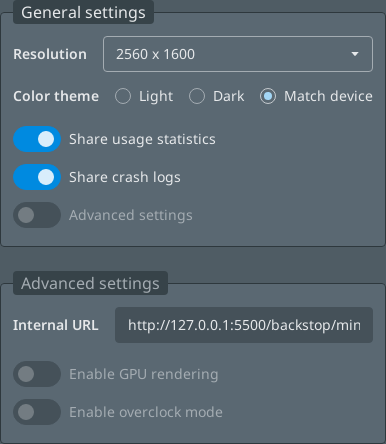 General settings
Resolution 2560 x 1600
Color theme Light Dark Match device
Share usage statistics
Share crash logs
Advanced settings
Advanced settings
Internal URL http://127.0.0.1:5500/backstop/min
Enable GPU rendering
Enable overclock mode